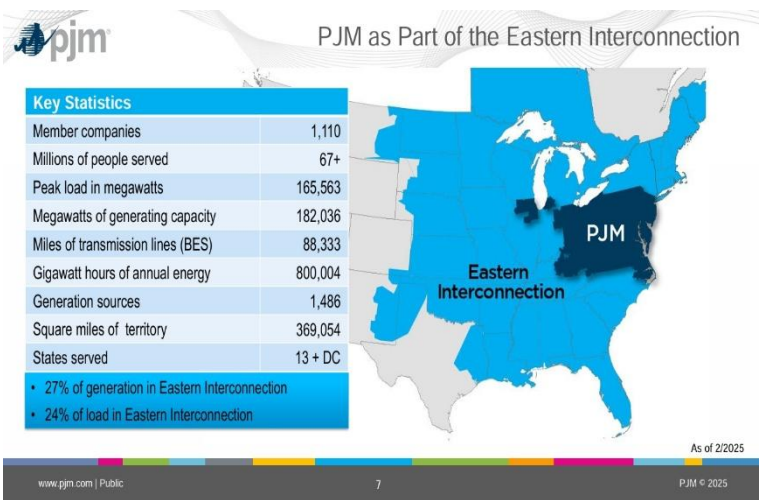 pjm
PJM as Part of the Eastern Interconnection
Key Statistics
Member companies 1,110
Millions of people served 67+
Peak load in megawatts 165,563
Megawatts of generating capacity 182,036
Miles of transmission lines (BES) 88,333
Gigawatt hours of annual energy 800,004
Generation sources 1,486
Square miles of territory 369,054
States served 13 + DC
• 27% of generation in Eastern Interconnection
• 24% of load in Eastern Interconnection
PJM
Eastern
Interconnection
As of 2/2025
www.pjm.com | Public
7
PJM © 2025